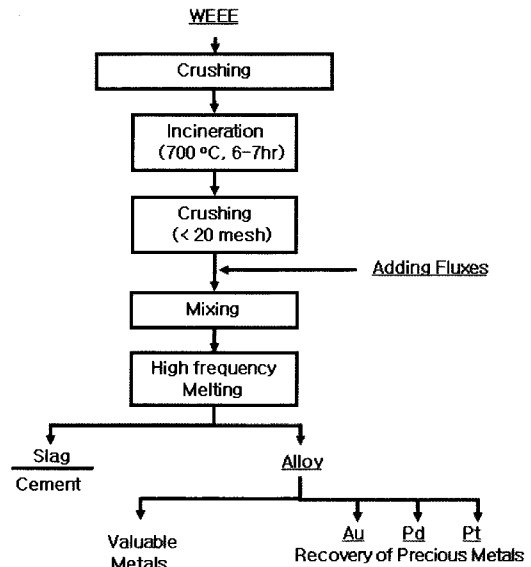 WEEE
Crushing
Incineration
(700 ºC, 6-7hr)
Crushing
(< 20 mesh)
Adding Fluxes
Mixing
High frequency
Melting
Slag
Cement
Alloy
Valuable
Metals
Au Pd Pt
Recovery of Precious Metals